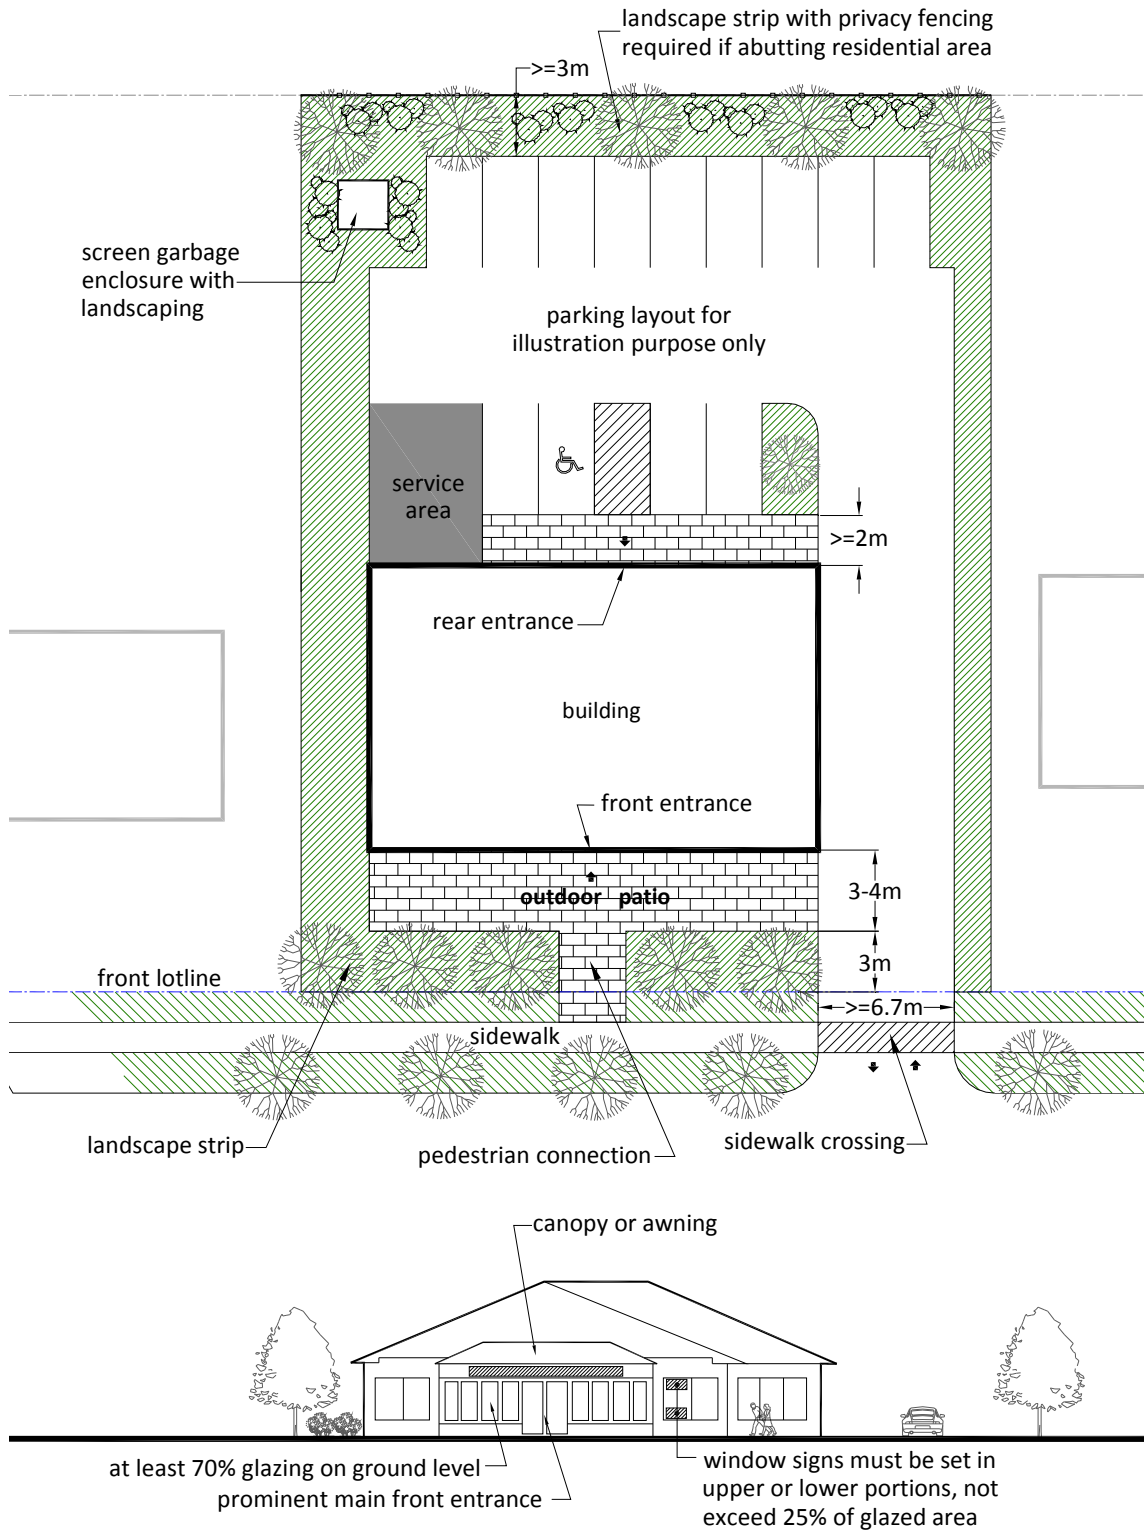 landscape strip with privacy fencing
required if abutting residential area
>=3m
screen garbage
enclosure with
landscaping
parking layout for
illustration purpose only
service
area
>=2m
rear entrance
building
front entrance
outdoor patio
3-4m
3m
front lotline
>=6.7m
sidewalk
landscape strip
pedestrian connection
sidewalk crossing
canopy or awning
at least 70% glazing on ground level
prominent main front entrance
window signs must be set in
upper or lower portions, not
exceed 25% of glazed area